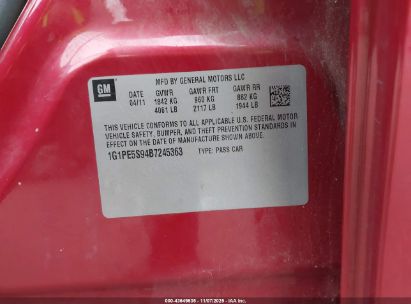 GM
MFD BY GENERAL MOTORS LLC
DATE GVWR GAWR FRT GAWR RR
04/11 1842 KG 960 KG 882 KG
4061 LB 2117 LB 1944 LB
THIS VEHICLE CONFORMS TO ALL APPLICABLE U.S. FEDERAL MOTOR
VEHICLE SAFETY, BUMPER, AND THEFT PREVENTION STANDARDS IN
EFFECT ON THE DATE OF MANUFACTURE SHOWN ABOVE.
1G1PE5S94B7245363 TYPE: PASS CAR